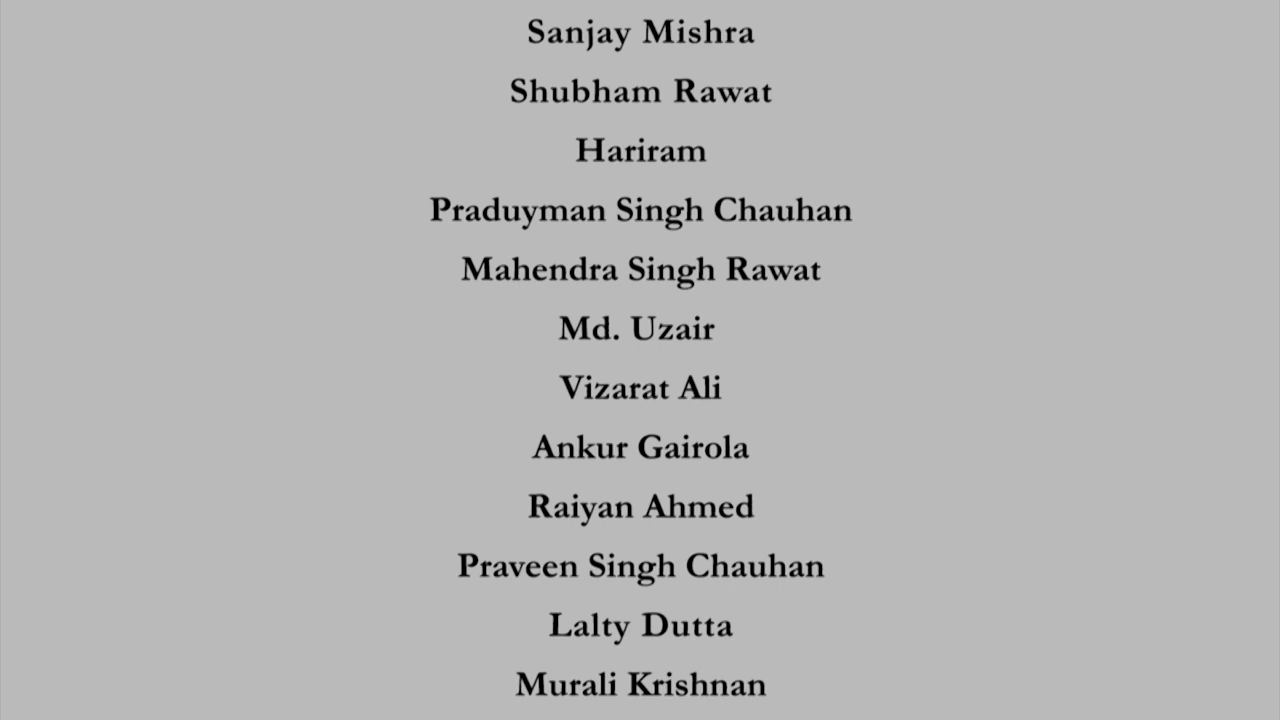 Sanjay Mishra
Shubham Rawat
Hariram
Praduyman Singh Chauhan
Mahendra Singh Rawat
Md. Uzair
Vizarat Ali
Ankur Gairola
Raiyan Ahmed
Praveen Singh Chauhan
Lalty Dutta
Murali Krishnan